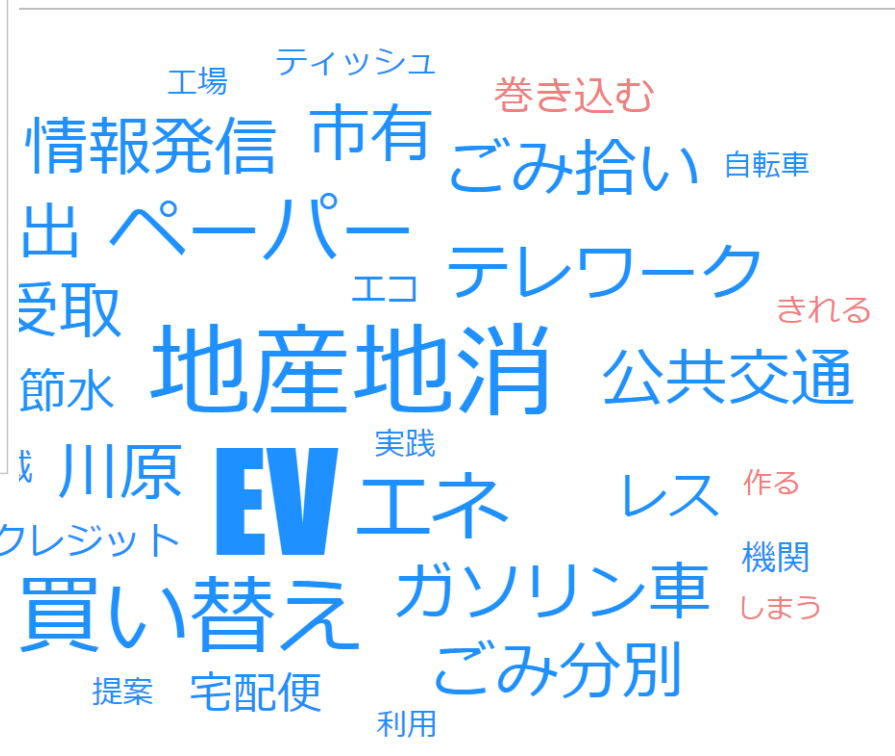 ティッシュ
工場
巻き込む
情報発信
市有
ごみ拾い
自転車
出
ペーパー
テレワーク
エコ
きれる
受取
地産地消
公共交通
節水
実践
川原
EV
エネ
レス
作る
クレジット
機関
買い替え
ガソリン車
しまう
ごみ分別
提案
宅配便
利用